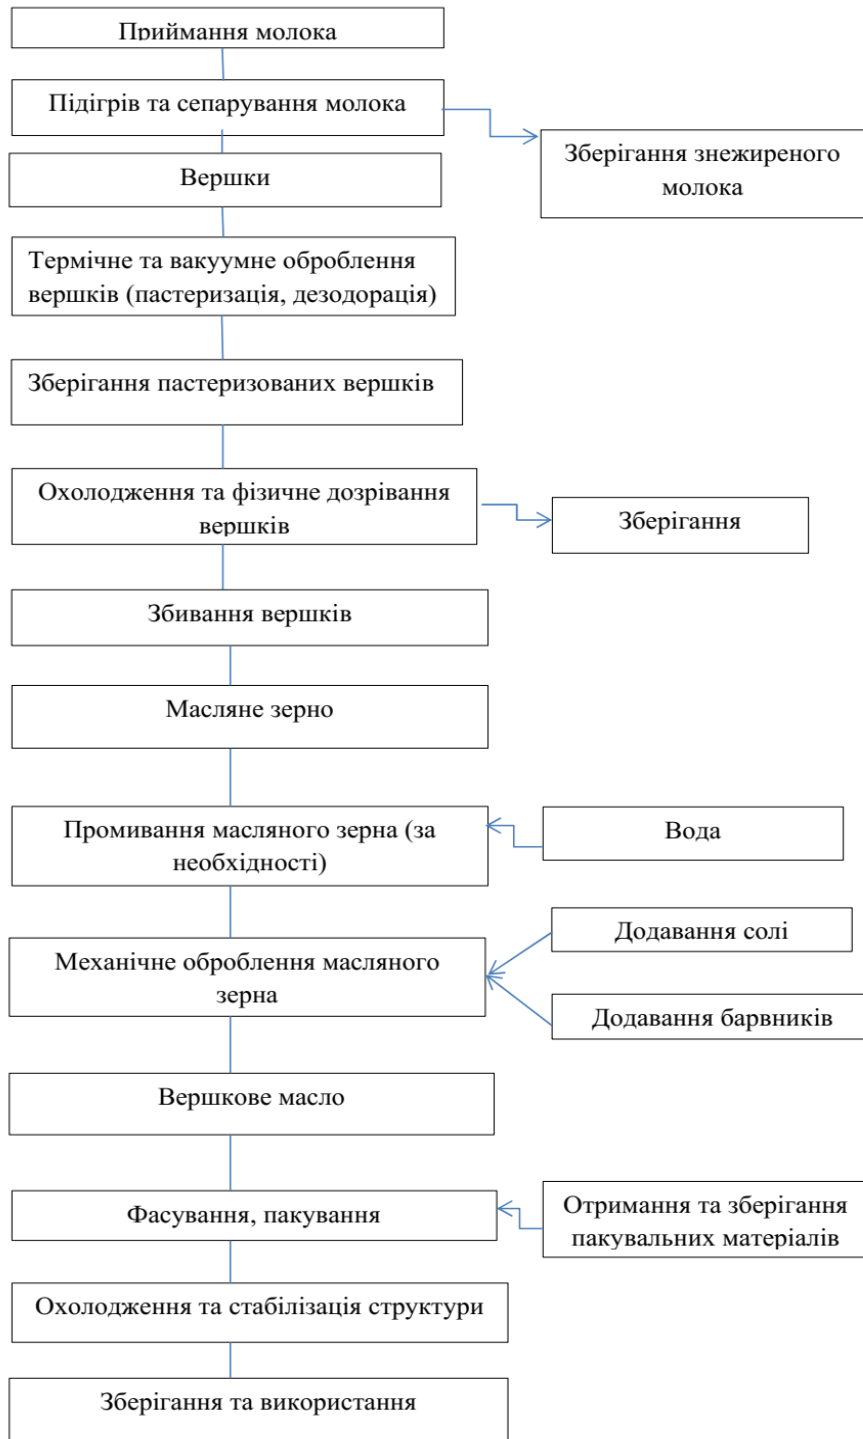 Приймання молока
Підігрів та сепарування молока
Зберігання знежиреного
молока
Вершки
Термічне та вакуумне оброблення
вершків (пастеризація, дезодорація)
Зберігання пастеризованих вершків
Охолодження та фізичне дозрівання
вершків
Зберігання
Збивання вершків
Масляне зерно
Промивання масляного зерна (за
необхідності)
Вода
Додавання солі
Механічне оброблення масляного
зерна
Додавання барвників
Вершкове масло
Фасування, пакування
Отримання та зберігання
пакувальних матеріалів
Охолодження та стабілізація структури
Зберігання та використання